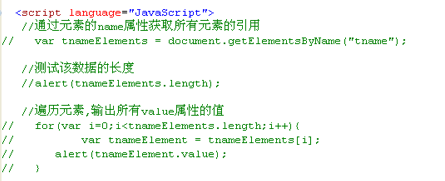 <script language="JavaScript">
//通过元素的name属性获取所有元素的引用
// var tnameElements = document.getElementsByName("tname");
//测试该数据的长度
//alert(tnameElements.length);
//遍历元素,输出所有value属性的值
// for(var i=0;i<tnameElements.length;i++){
// var tnameElement = tnameElements[i];
// alert(tnameElement.value);
// }